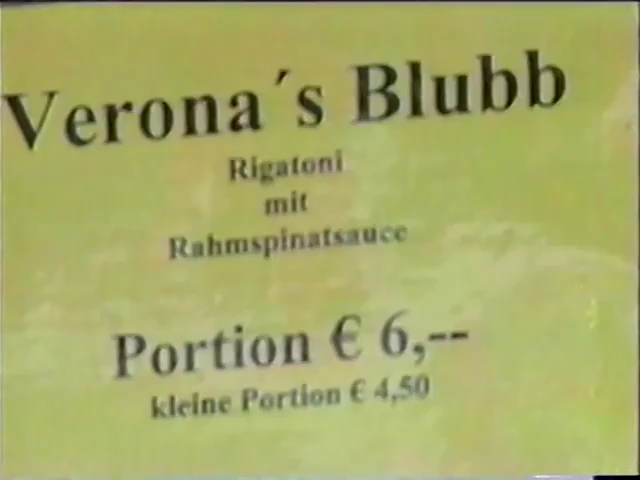 Verona´s Blubb
Rigatoni
mit
Rahmspinatsauce
Portion € 6,--
kleine Portion € 4,50